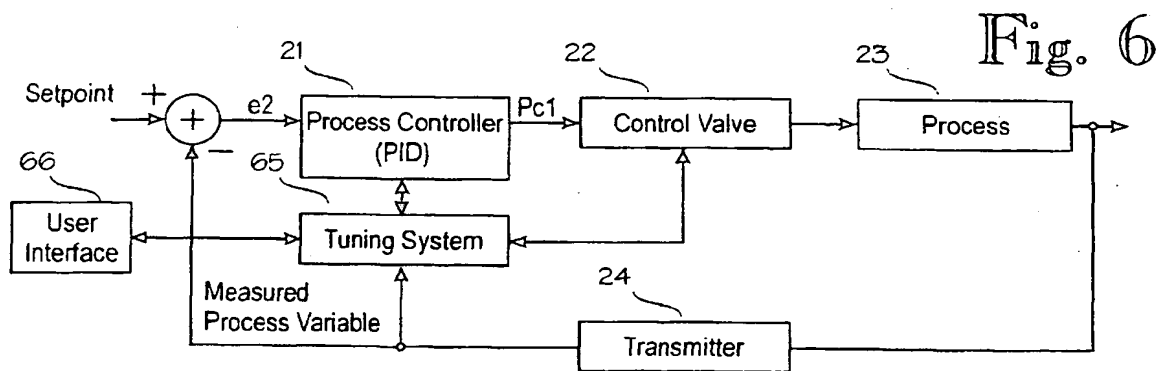 Fig. 6
21
22
23
Setpoint
+
+
−
e2
Process Controller
(PID)
Pc1
Control Valve
Process
66
65
User
Interface
Tuning System
Measured
Process Variable
24
Transmitter